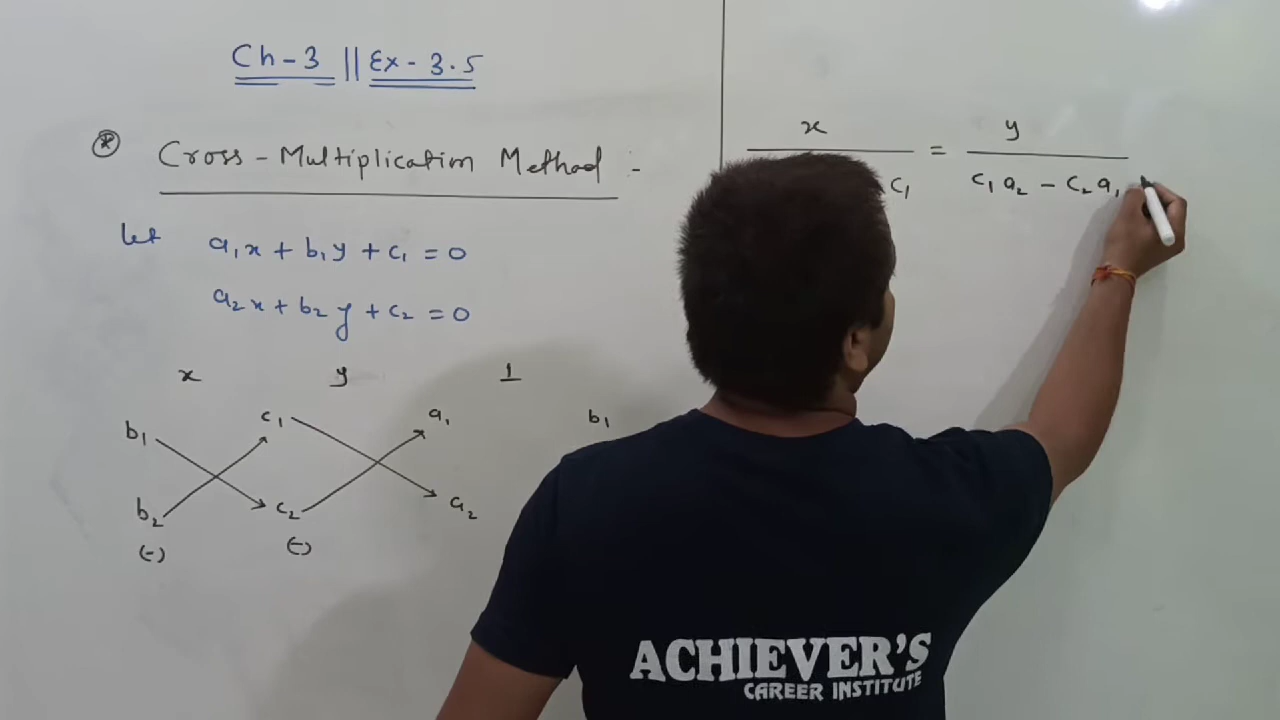 Ch-3 || Ex-3.5
* Cross-Multiplication Method :-
let a₁x + b₁y + c₁ = 0
a₂x + b₂y + c₂ = 0
x y 1
b₁ c₁ a₁ b₁
b₂ c₂ a₂
(-) (-)
x = y
c₁ c₁a₂ - c₂a₁
ACHIEVER'S
CAREER INSTITUTE